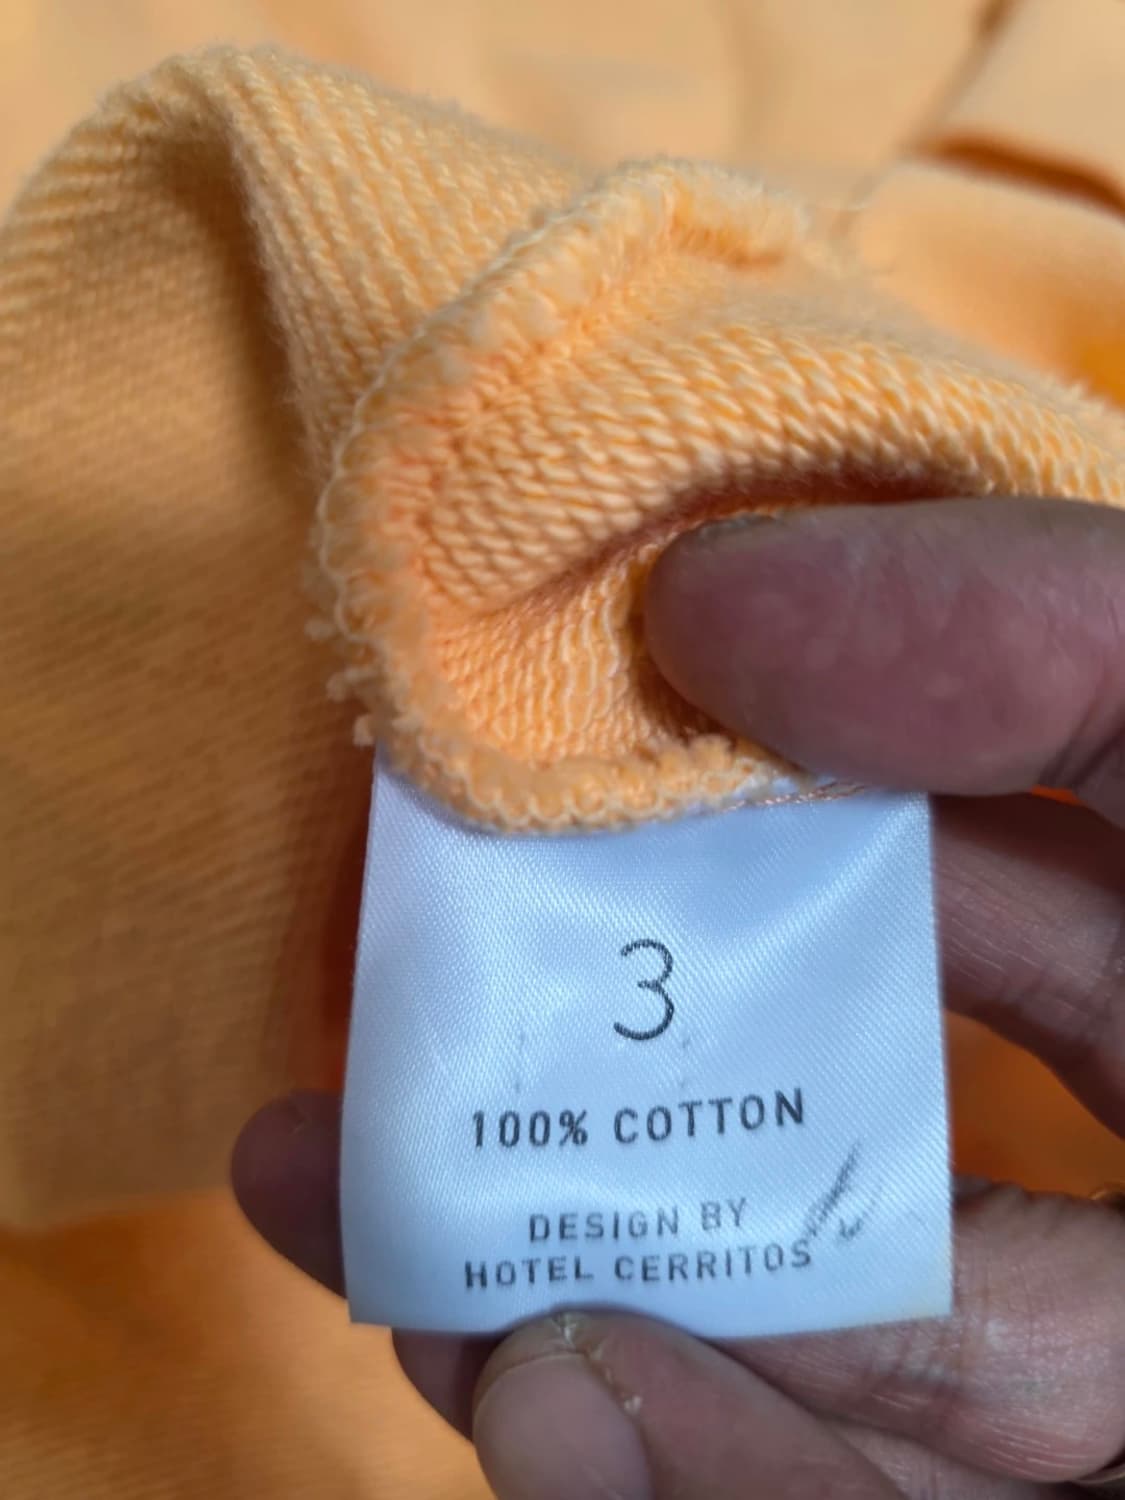 3
100% COTTON
DESIGN BY
HOTEL CERRITOS